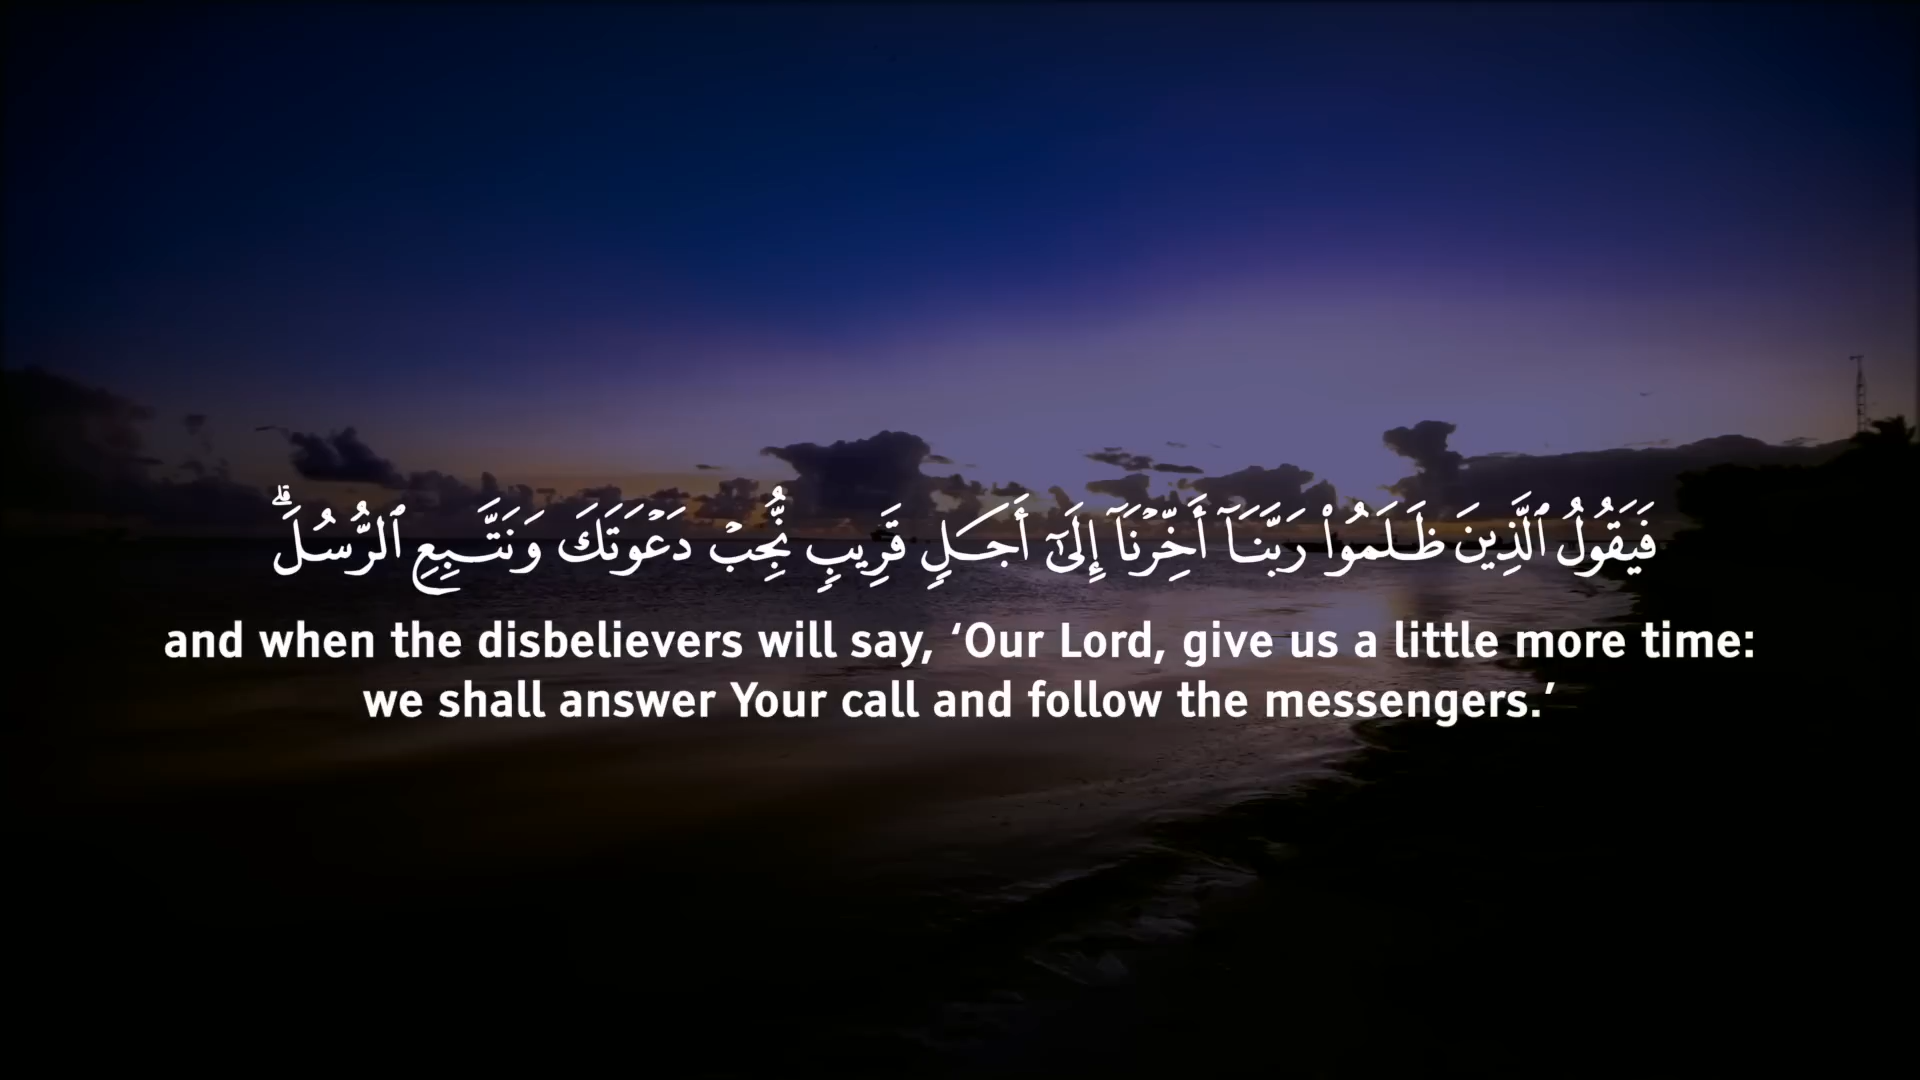 فَيَقُولُ ٱلَّذِينَ ظَلَمُوا۟ رَبَّنَآ أَخِّرْنَآ إِلَىٰٓ أَجَلٍ قَرِيبٍ نُّجِبْ دَعْوَتَكَ وَنَتَّبِعِ ٱلرُّسُلَ ۗ
and when the disbelievers will say, ‘Our Lord, give us a little more time:
we shall answer Your call and follow the messengers.’